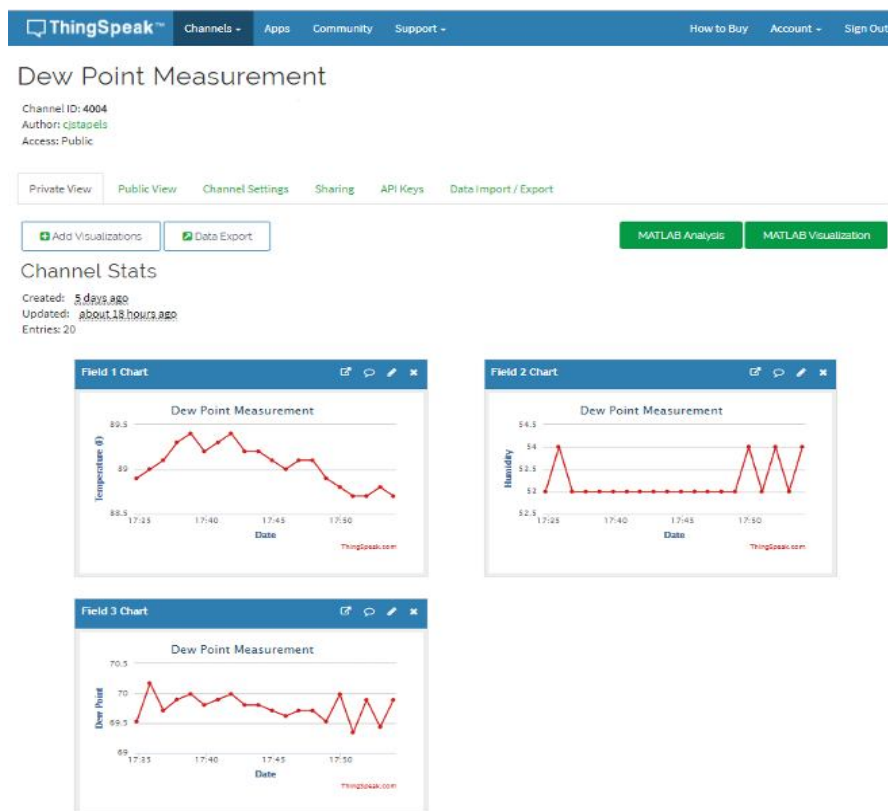 ThingSpeak™ Channels Apps Community Support How to Buy Account Sign Out
Dew Point Measurement
Channel ID: 4004
Author: cjstapels
Access: Public
Private View Public View Channel Settings Sharing API Keys Data Import / Export
Add Visualizations Data Export MATLAB Analysis MATLAB Visualization
Channel Stats
Created: 5 days ago
Updated: about 18 hours ago
Entries: 20
Field 1 Chart
Dew Point Measurement
Temperature
89.5
89
88.5
17:25 17:40 17:45 17:50
Date
ThingSpeak.com
Field 2 Chart
Dew Point Measurement
Humidity
54.5
54
52.5
52
52.5
17:25 17:40 17:45 17:50
Date
ThingSpeak.com
Field 3 Chart
Dew Point Measurement
Dew Point
70.5
70
69.5
69
17:35 17:40 17:45 17:50
Date
ThingSpeak.com